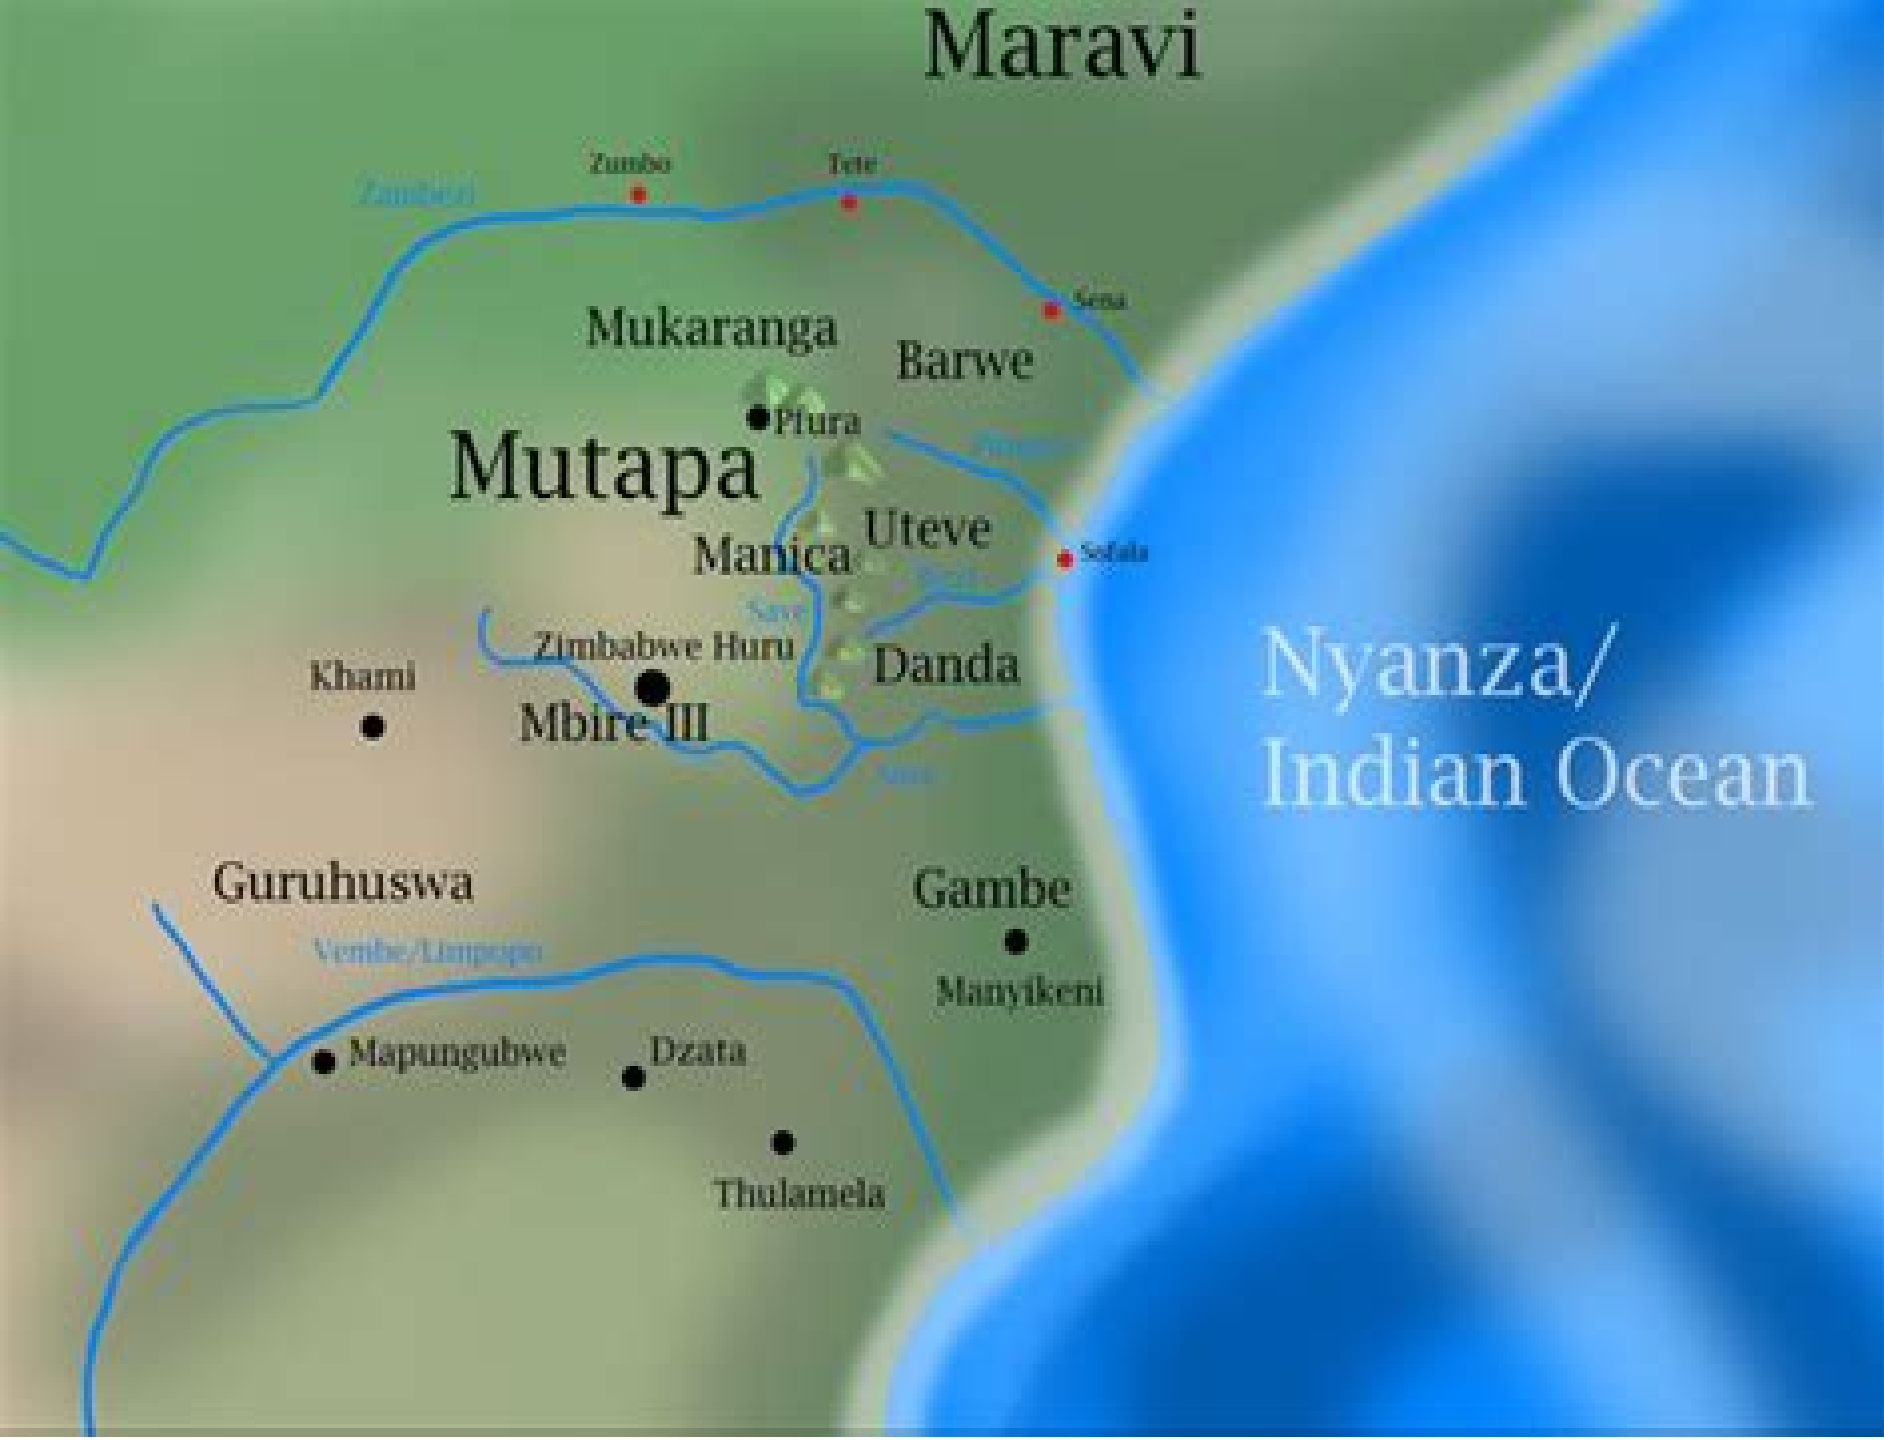 Maravi
Zumbo
Tete
Zambezi
Sena
Mukaranga
Barwe
Pfura
Mutapa
Uteve
Manica
Sofala
Save
Zimbabwe Huru
Danda
Khami
Mbire III
Nyanza/
Indian Ocean
Save
Guruhuswa
Gambe
Vembe/Limpopo
Manyikeni
Mapungubwe
Dzata
Thulamela